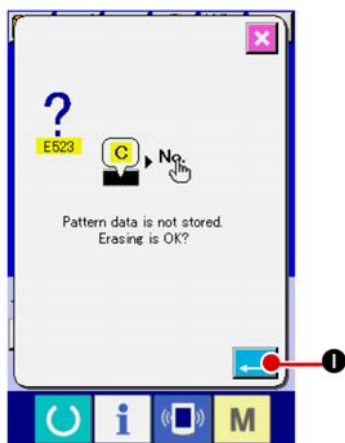 E523
C
No.
Pattern data is not stored.
Erasing is OK?
I
i
M